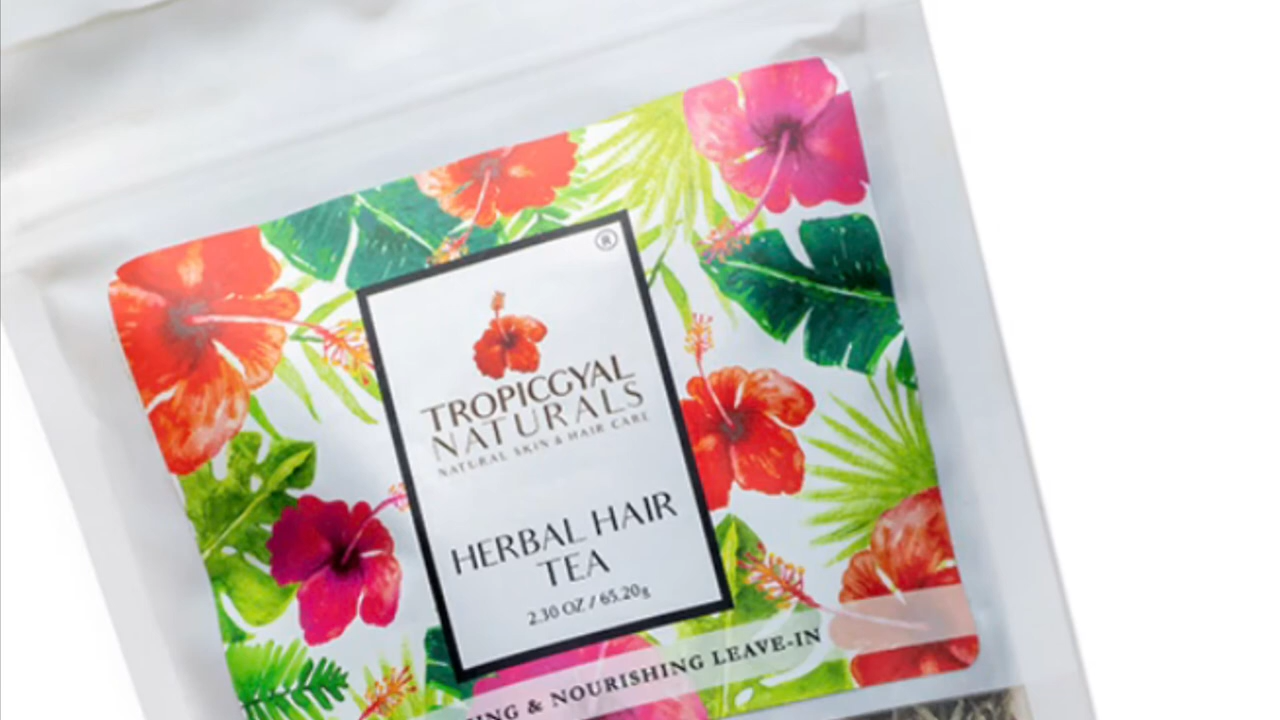 ®
TROPICGYAL
NATURALS
NATURAL SKIN & HAIR CARE
HERBAL HAIR
TEA
2.30 OZ / 65.20g
& NOURISHING LEAVE-IN